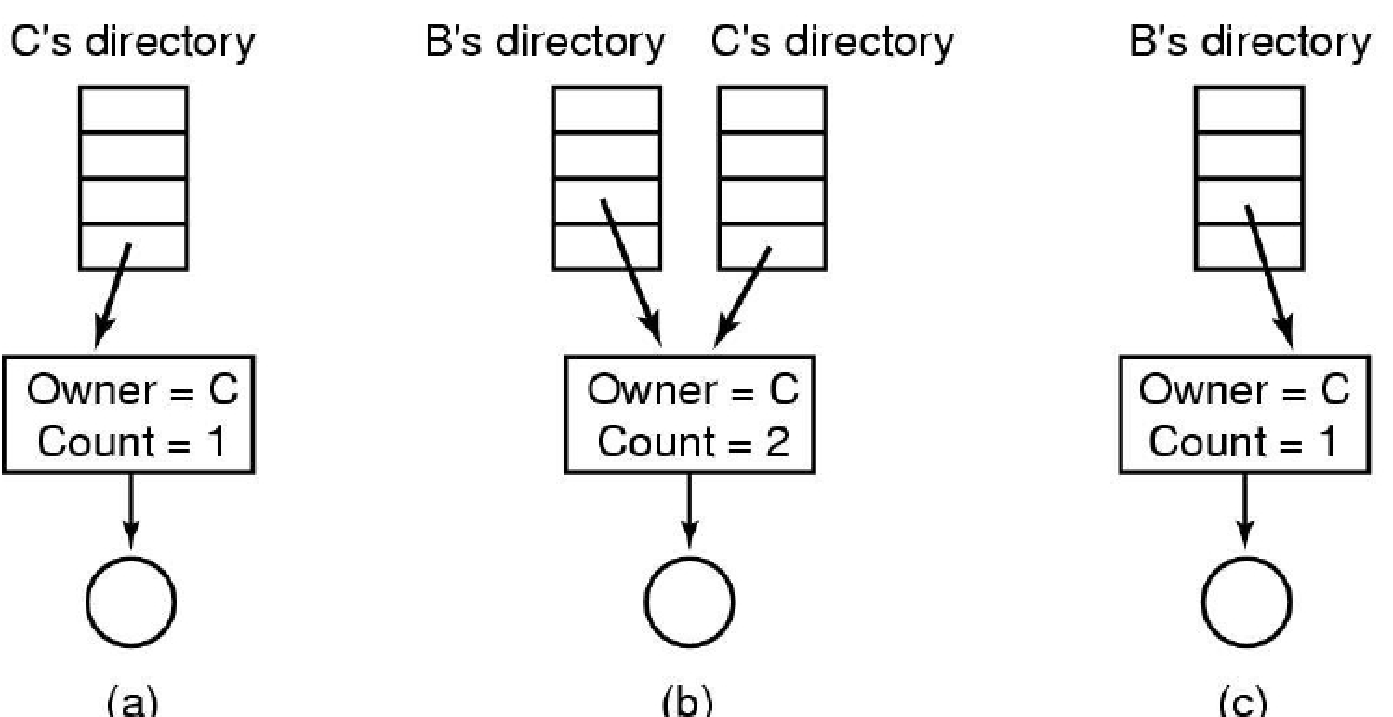 C's directory
B's directory C's directory
B's directory
Owner = C
Count = 1
Owner = C
Count = 2
Owner = C
Count = 1
(a)
(b)
(c)